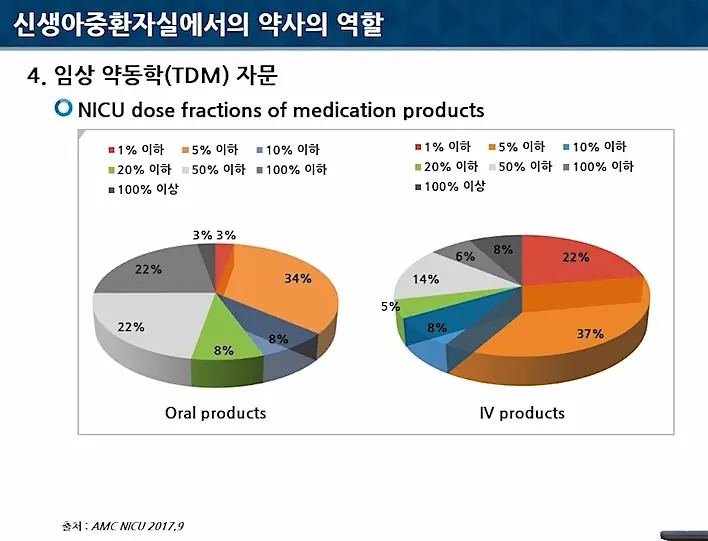 신생아중환자실에서의 약사의 역할
4. 임상 약동학(TDM) 자문
NICU dose fractions of medication products
1% 이하 5% 이하 10% 이하
20% 이하 50% 이하 100% 이하
100% 이상
3% 3%
34%
22%
22%
8%
8%
Oral products
1% 이하 5% 이하 10% 이하
20% 이하 50% 이하 100% 이하
100% 이상
8%
6%
22%
14%
5%
8%
37%
IV products
출처 : AMC NICU 2017.9